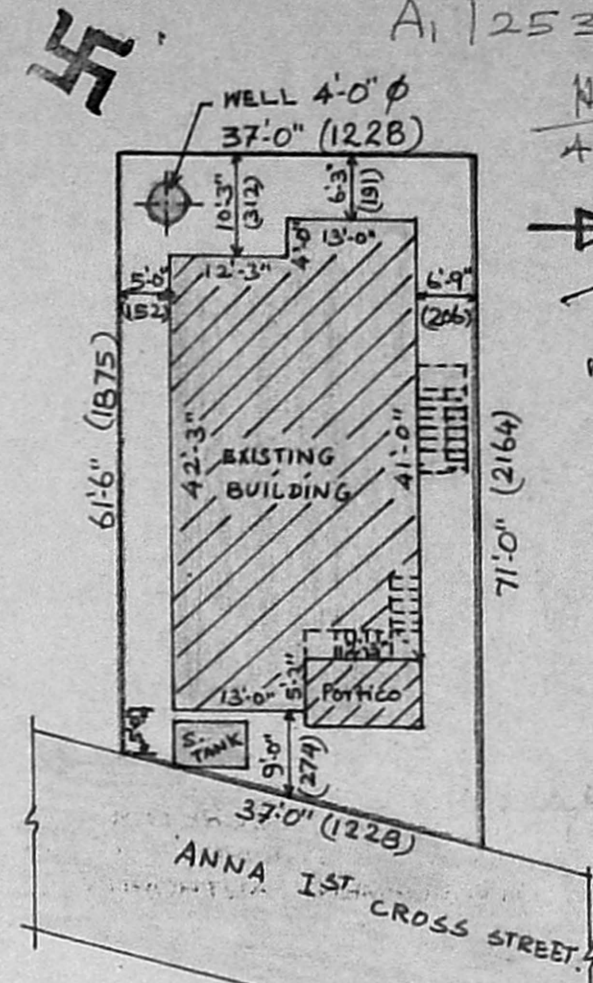 A1 1253
WELL 4'-0" Ø
37'-0" (1228)
10'-3"
(312)
6'-3"
(191)
4'-0"
13'-0"
12'-3"
5'-0"
(152)
6'-9"
(206)
61'-6" (1875)
42'-3"
41'-0"
71'-0" (2164)
EXISTING
BUILDING
13'-0"
5'-3"
Portico
S.
TANK
9'-0"
(274)
37'-0" (1228)
ANNA IST CROSS STREET.